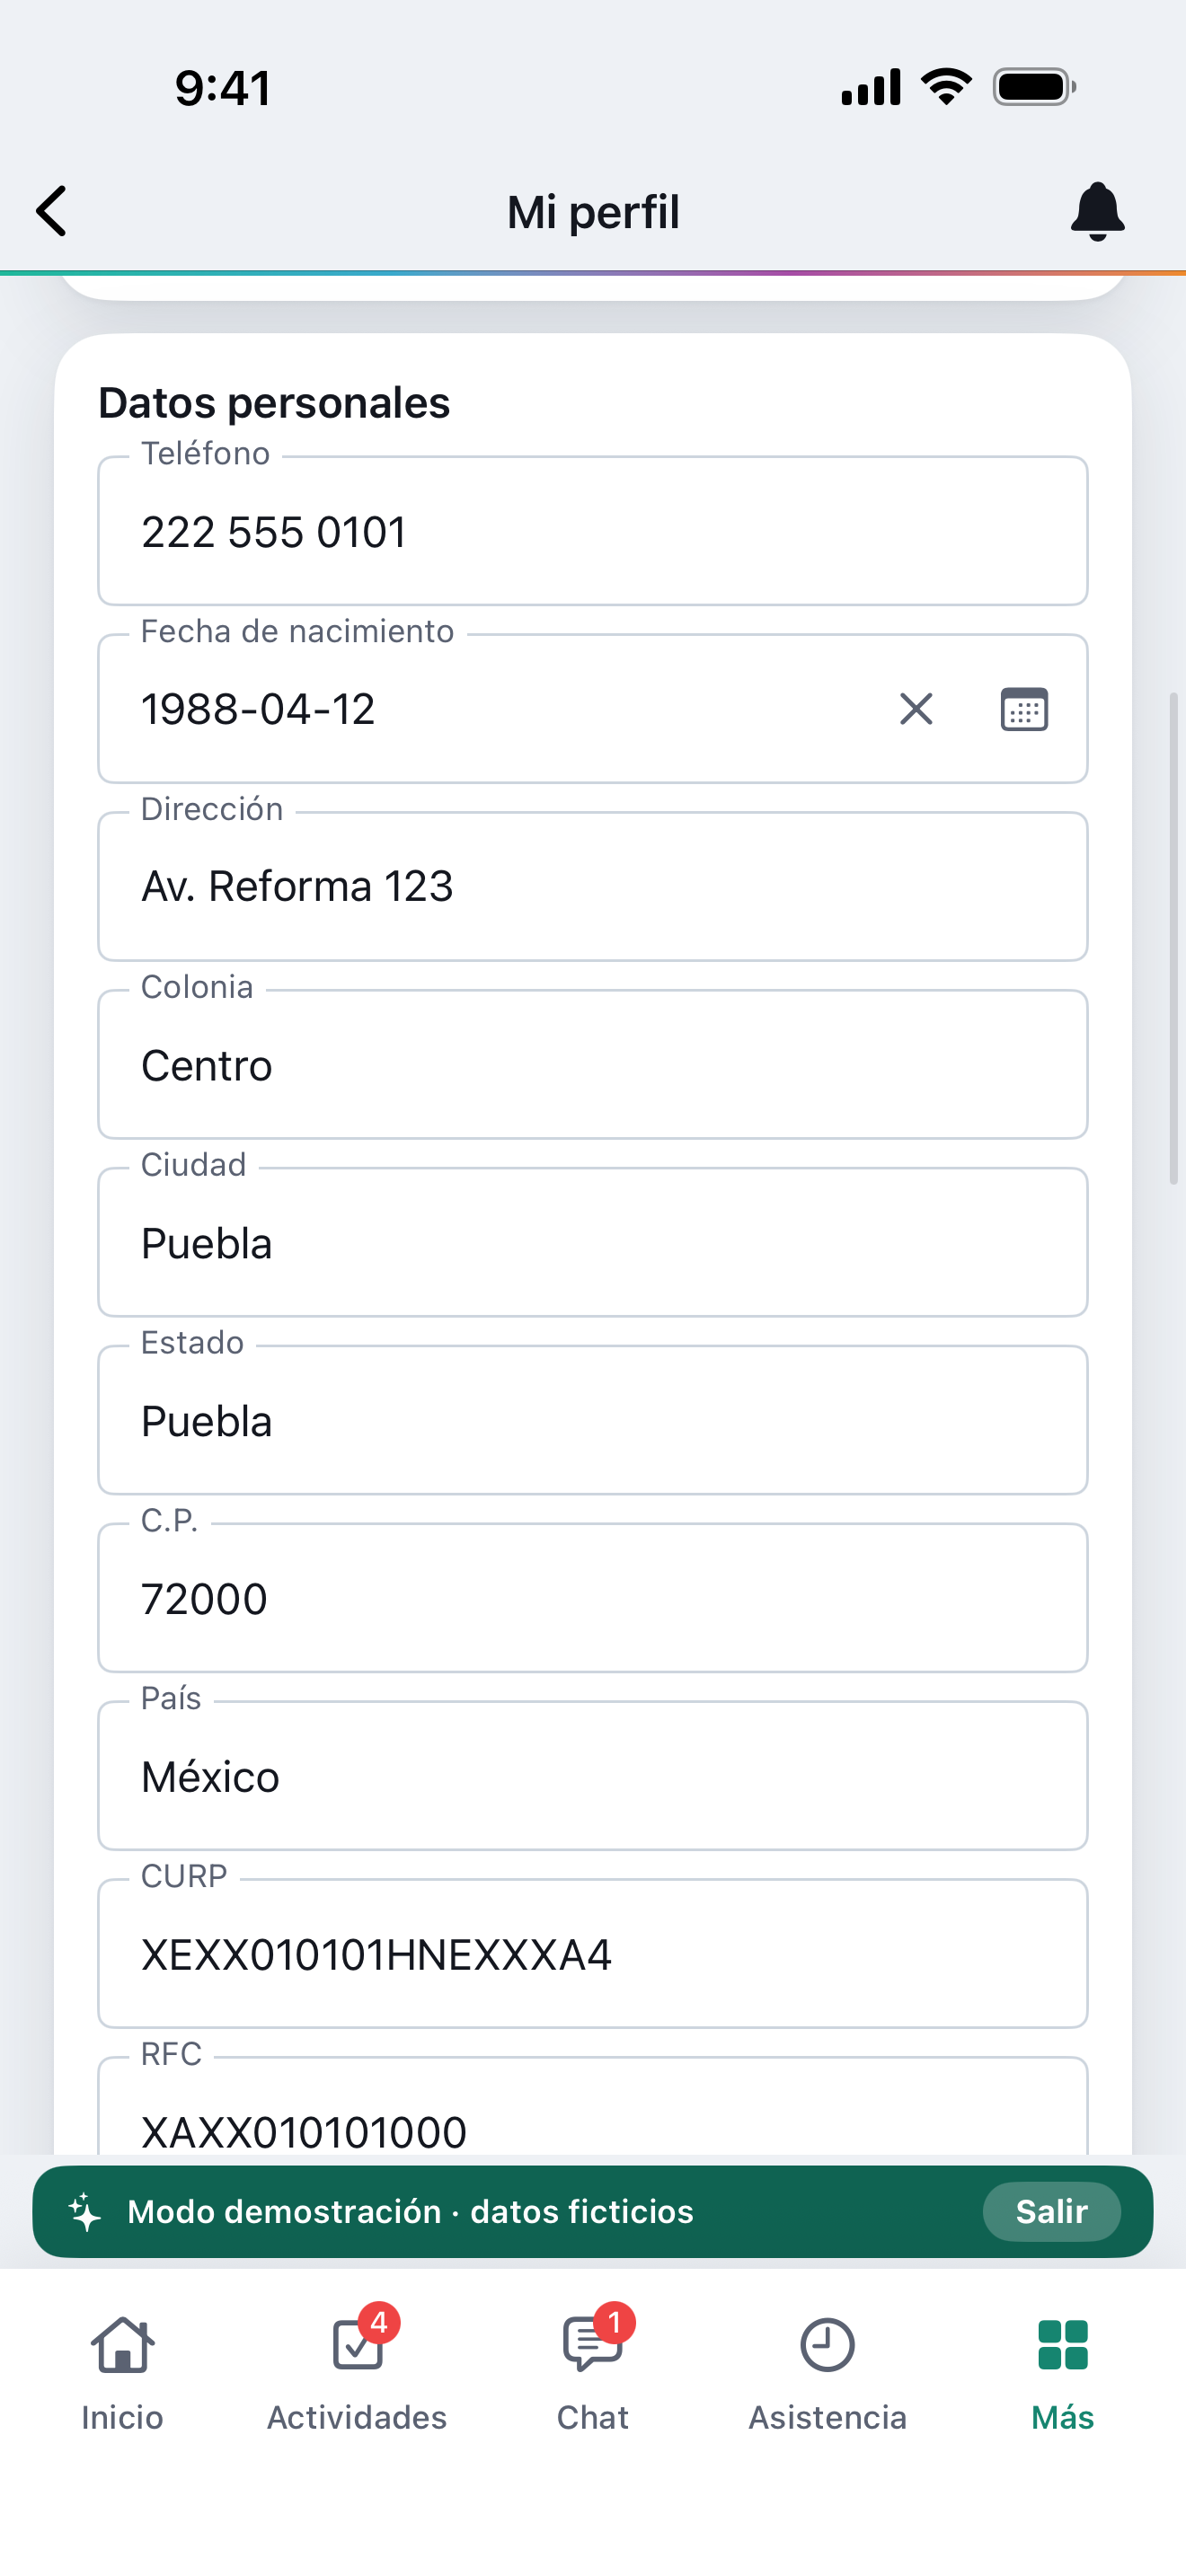 9:41
Mi perfil
Datos personales
Teléfono
222 555 0101
Fecha de nacimiento
1988-04-12
Dirección
Av. Reforma 123
Colonia
Centro
Ciudad
Puebla
Estado
Puebla
C.P.
72000
País
México
CURP
XEXX010101HNEXXXA4
RFC
XAXX010101000
Modo demostración · datos ficticios
Salir
4
1
Inicio
Actividades
Chat
Asistencia
Más